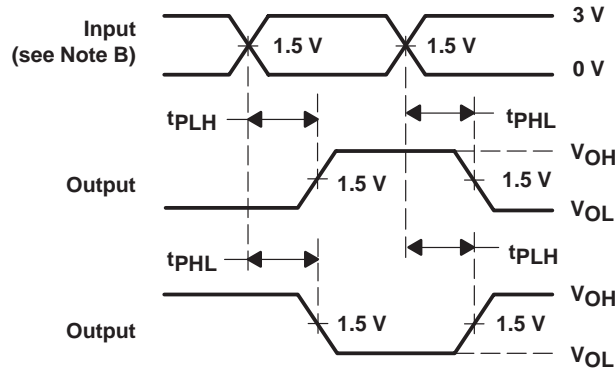 3 V
Input
(see Note B)
1.5 V
1.5 V
0 V
tPLH
tPHL
VOH
Output
1.5 V
1.5 V
VOL
tPHL
tPLH
VOH
Output
1.5 V
1.5 V
VOL